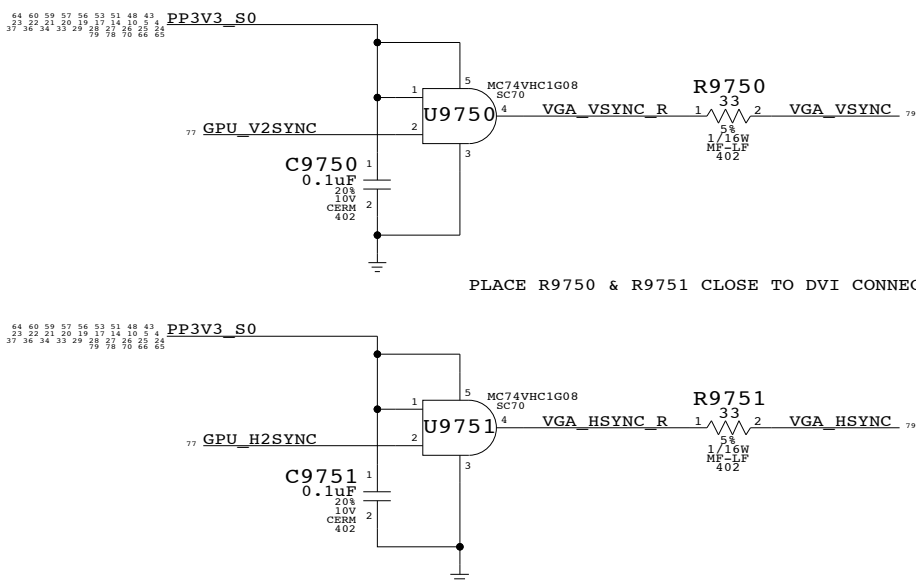 64 60 59 57 56 53 51 48 43
23 22 21 20 19 17 14 10 5 4
37 36 34 33 29 28 27 26 25 24
79 78 70 66 65
PP3V3_S0
5
MC74VHC1G08
SC70
1
U9750
4
VGA_VSYNC_R
R9750
33
1
2
VGA_VSYNC
79
5%
1/16W
MF-LF
402
77
GPU_V2SYNC
2
3
C9750
1
0.1uF
20%
10V
CERM
402
2
PLACE R9750 & R9751 CLOSE TO DVI CONNEC
64 60 59 57 56 53 51 48 43
23 22 21 20 19 17 14 10 5 4
37 36 34 33 29 28 27 26 25 24
79 78 70 66 65
PP3V3_S0
5
MC74VHC1G08
SC70
1
U9751
4
VGA_HSYNC_R
R9751
33
1
2
VGA_HSYNC
79
5%
1/16W
MF-LF
402
77
GPU_H2SYNC
2
3
C9751
1
0.1uF
20%
10V
CERM
402
2